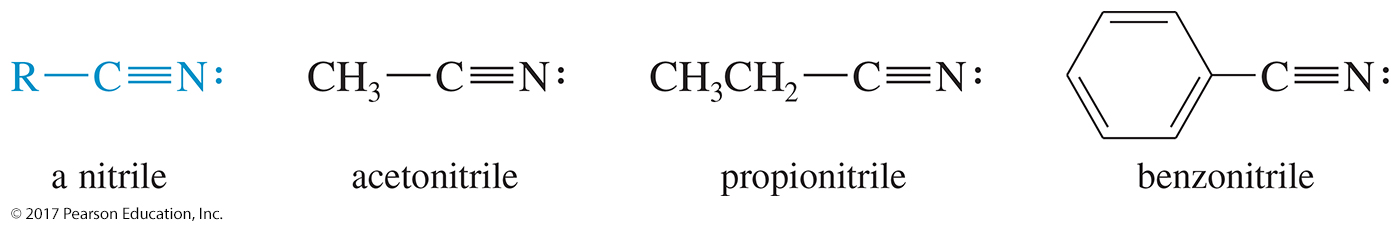 R—C≡N: CH₃—C≡N: CH₃CH₂—C≡N: C≡N:
a nitrile acetonitrile propionitrile benzonitrile
© 2017 Pearson Education, Inc.